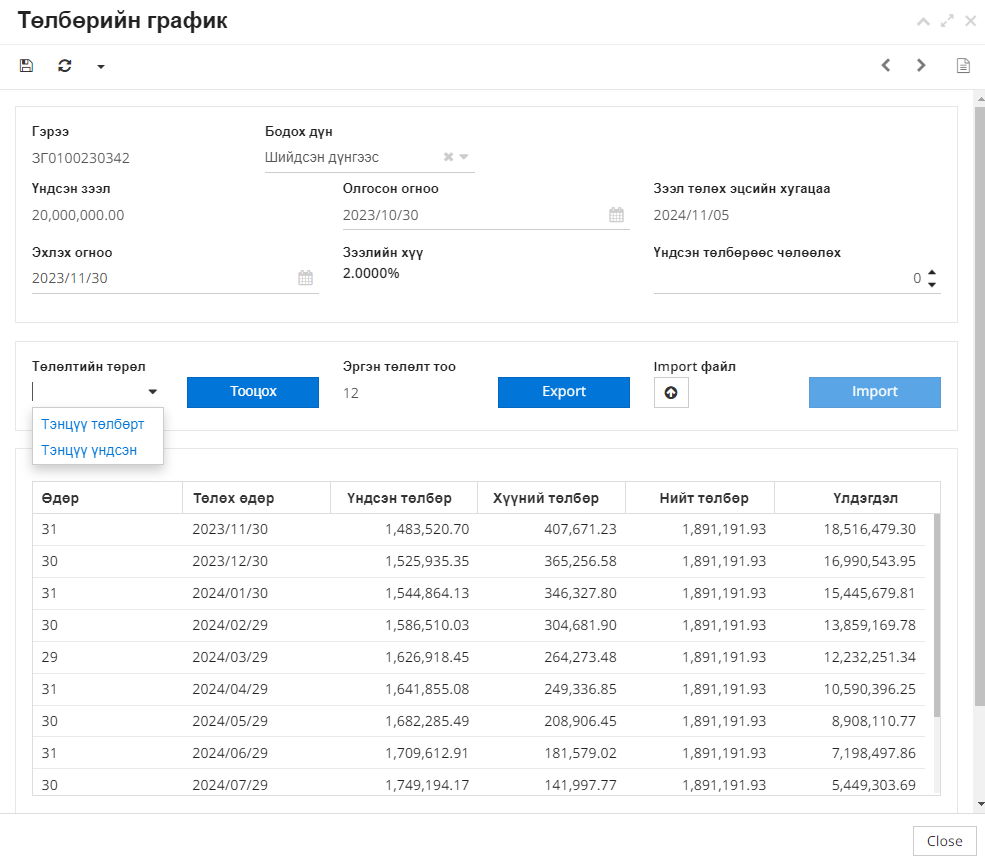 Төлбөрийн график
Гэрээ Бодох дүн
ЗГ0100230342 Шийдсэн дүнгээс
Үндсэн зээл Олгосон огноо Зээл төлөх эцсийн хугацаа
20,000,000.00 2023/10/30 2024/11/05
Эхлэх огноо Зээлийн хүү Үндсэн төлбөрөөс чөлөөлөх
2023/11/30 2.0000% 0
Төлөлтийн төрөл Эргэн төлөлт тоо Import файл
Тооцох 12 Export Import
Тэнцүү төлбөрт
Тэнцүү үндсэн
Өдөр Төлөх өдөр Үндсэн төлбөр Хүүний төлбөр Нийт төлбөр Үлдэгдэл
31 2023/11/30 1,483,520.70 407,671.23 1,891,191.93 18,516,479.30
30 2023/12/30 1,525,935.35 365,256.58 1,891,191.93 16,990,543.95
31 2024/01/30 1,544,864.13 346,327.80 1,891,191.93 15,445,679.81
30 2024/02/29 1,586,510.03 304,681.90 1,891,191.93 13,859,169.78
29 2024/03/29 1,626,918.45 264,273.48 1,891,191.93 12,232,251.34
31 2024/04/29 1,641,855.08 249,336.85 1,891,191.93 10,590,396.25
30 2024/05/29 1,682,285.49 208,906.45 1,891,191.93 8,908,110.77
31 2024/06/29 1,709,612.91 181,579.02 1,891,191.93 7,198,497.86
30 2024/07/29 1,749,194.17 141,997.77 1,891,191.93 5,449,303.69
Close